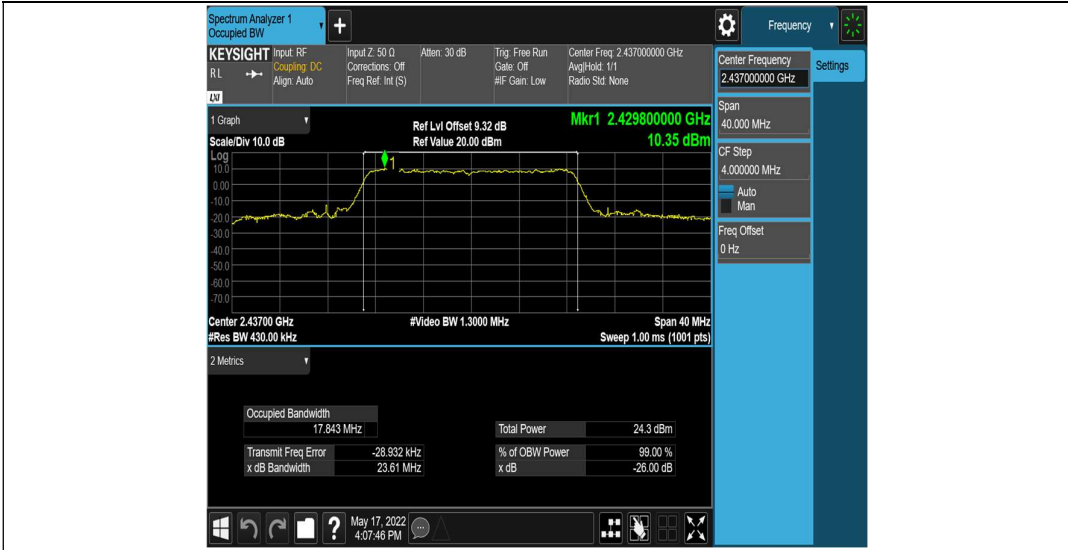 Spectrum Analyzer 1
Occupied BW
Frequency
KEYSIGHT
R L
LXI
Input: RF
Coupling: DC
Align: Auto
Input Z: 50 Ω
Corrections: Off
Freq Ref: Int (S)
Atten: 30 dB
Trig: Free Run
Gate: Off
#IF Gain: Low
Center Freq: 2.437000000 GHz
Avg|Hold: 1/1
Radio Std: None
Center Frequency
2.437000000 GHz
Settings
Span
40.000 MHz
CF Step
4.000000 MHz
Auto
Man
Freq Offset
0 Hz
1 Graph
Scale/Div 10.0 dB
Ref Lvl Offset 9.32 dB
Ref Value 20.00 dBm
Mkr1 2.429800000 GHz
10.35 dBm
Log
10.0
0.00
-10.0
-20.0
-30.0
-40.0
-50.0
-60.0
-70.0
1
Center 2.43700 GHz
#Res BW 430.00 kHz
#Video BW 1.3000 MHz
Span 40 MHz
Sweep 1.00 ms (1001 pts)
2 Metrics
Occupied Bandwidth
17.843 MHz
Transmit Freq Error -28.932 kHz
x dB Bandwidth 23.61 MHz
Total Power 24.3 dBm
% of OBW Power 99.00 %
x dB -26.00 dB
May 17, 2022
4:07:46 PM